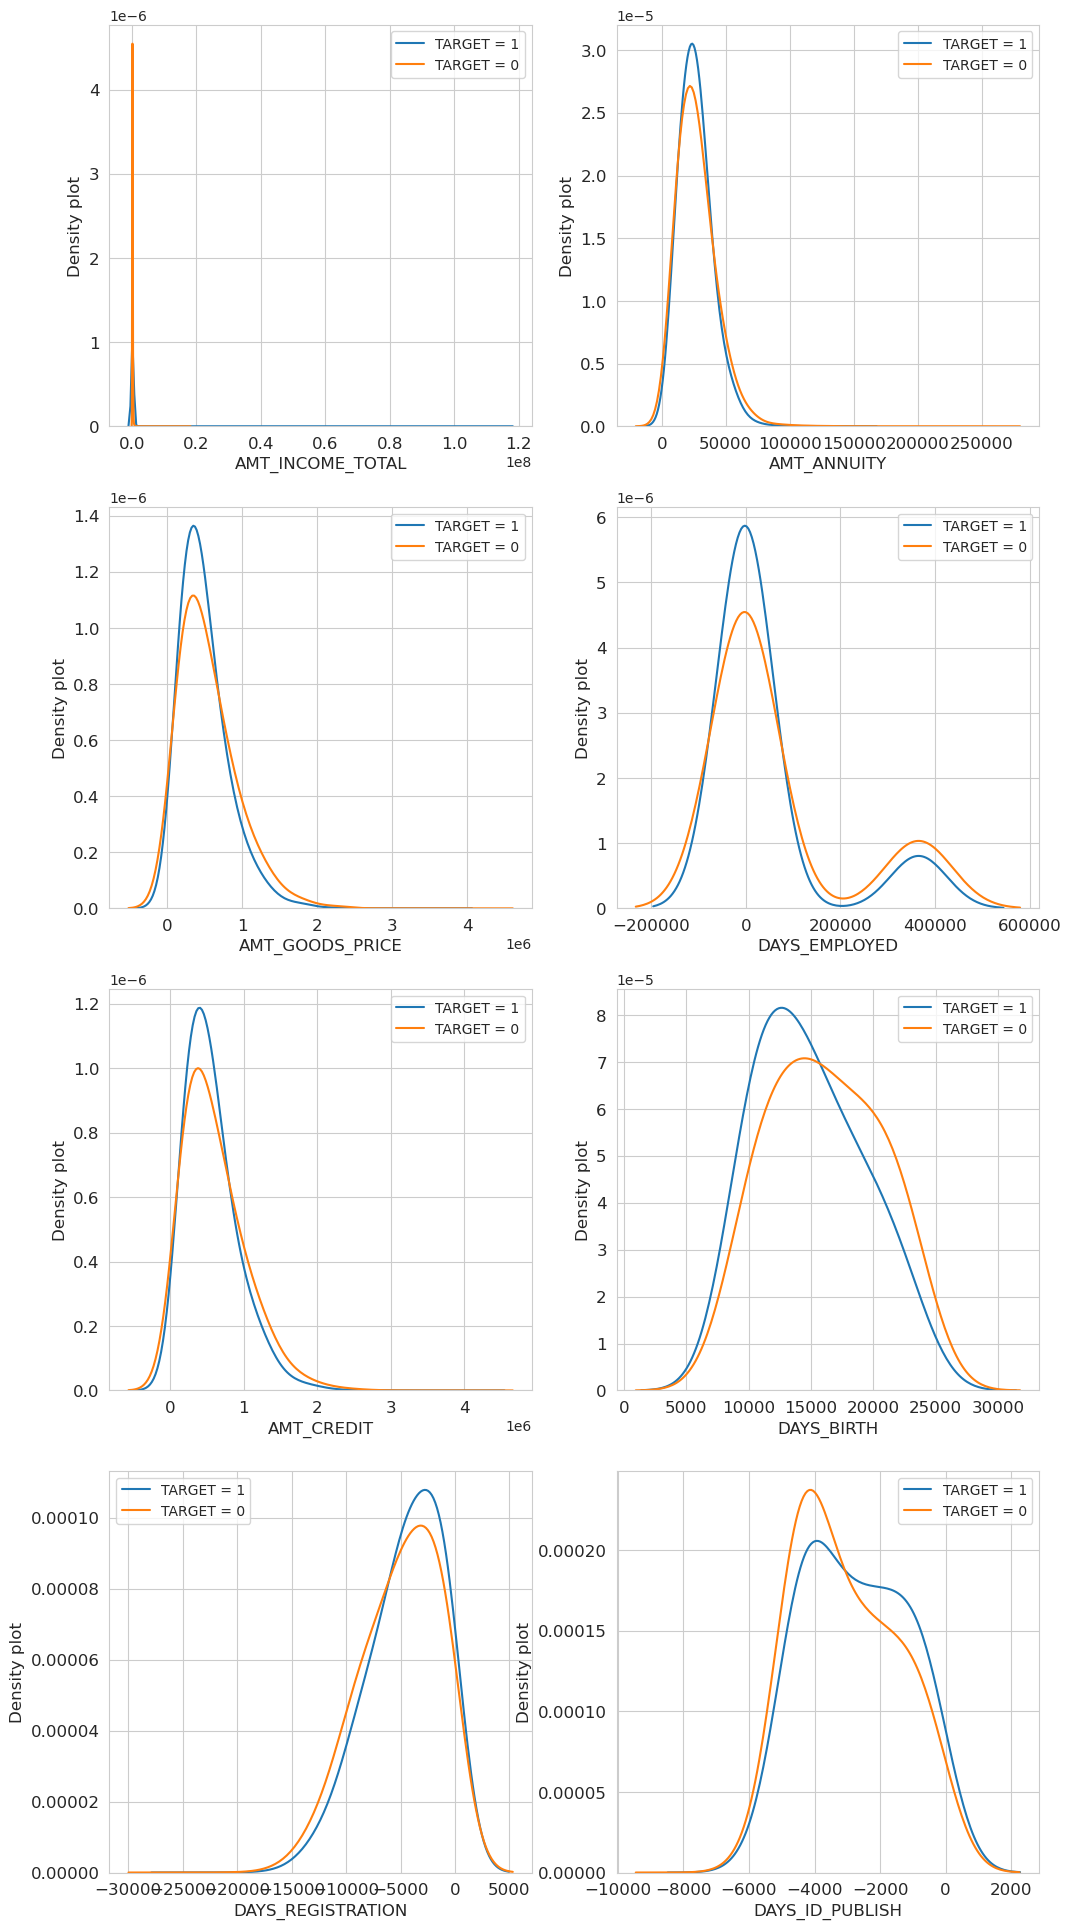 1e−6
TARGET = 1
TARGET = 0
4
3
2
1
0
Density plot
0.0 0.2 0.4 0.6 0.8 1.0 1.2
AMT_INCOME_TOTAL
1e8
1e−5
TARGET = 1
TARGET = 0
3.0
2.5
2.0
1.5
1.0
0.5
0.0
Density plot
0 50000 100000 150000 200000 250000
AMT_ANNUITY
1e−6
TARGET = 1
TARGET = 0
1.4
1.2
1.0
0.8
0.6
0.4
0.2
0.0
Density plot
0 1 2 3 4
AMT_GOODS_PRICE
1e6
1e−6
TARGET = 1
TARGET = 0
6
5
4
3
2
1
0
Density plot
−200000 0 200000 400000 600000
DAYS_EMPLOYED
1e−6
TARGET = 1
TARGET = 0
1.2
1.0
0.8
0.6
0.4
0.2
0.0
Density plot
0 1 2 3 4
AMT_CREDIT
1e6
1e−5
TARGET = 1
TARGET = 0
8
7
6
5
4
3
2
1
0
Density plot
0 5000 10000 15000 20000 25000 30000
DAYS_BIRTH
TARGET = 1
TARGET = 0
0.00010
0.00008
0.00006
0.00004
0.00002
0.00000
Density plot
−30000 −25000 −20000 −15000 −10000 −5000 0 5000
DAYS_REGISTRATION
TARGET = 1
TARGET = 0
0.00020
0.00015
0.00010
0.00005
0.00000
Density plot
−10000 −8000 −6000 −4000 −2000 0 2000
DAYS_ID_PUBLISH